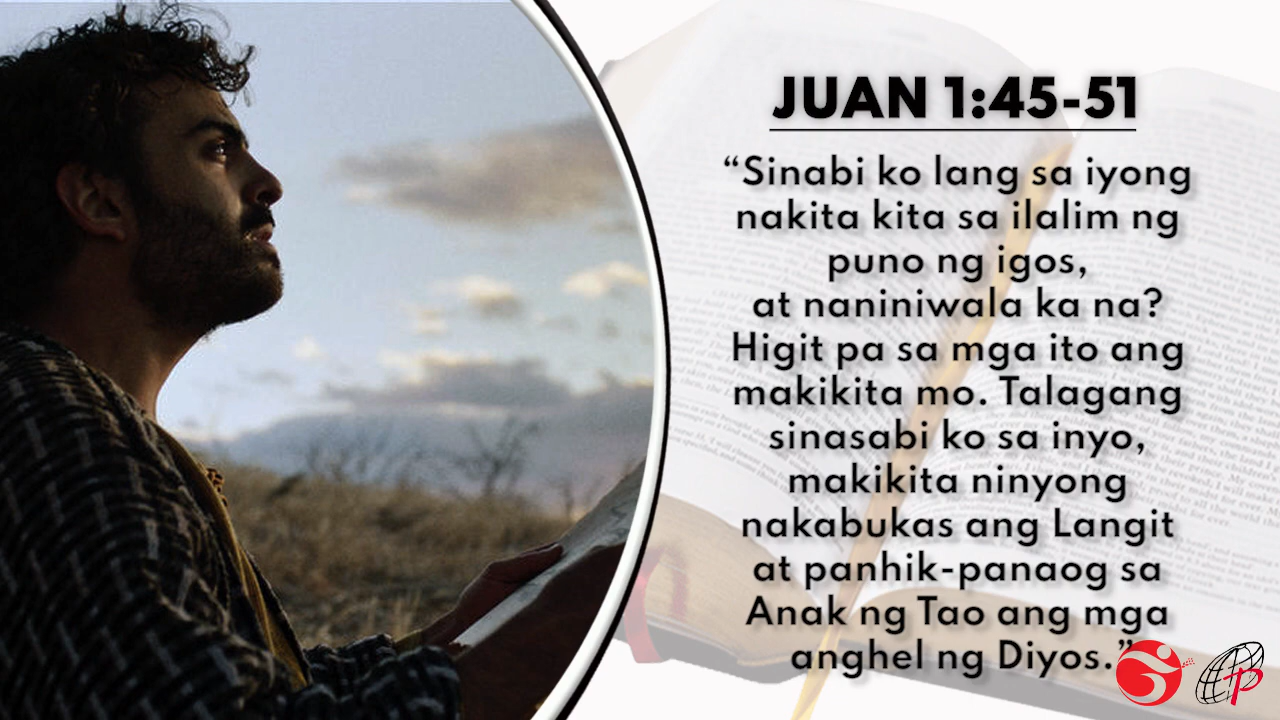 JUAN 1:45-51
“Sinabi ko lang sa iyong
nakita kita sa ilalim ng
puno ng igos,
at naniniwala ka na?
Higit pa sa mga ito ang
makikita mo. Talagang
sinasabi ko sa inyo,
makikita ninyong
nakabukas ang Langit
at panhik-panaog sa
Anak ng Tao ang mga
anghel ng Diyos.”